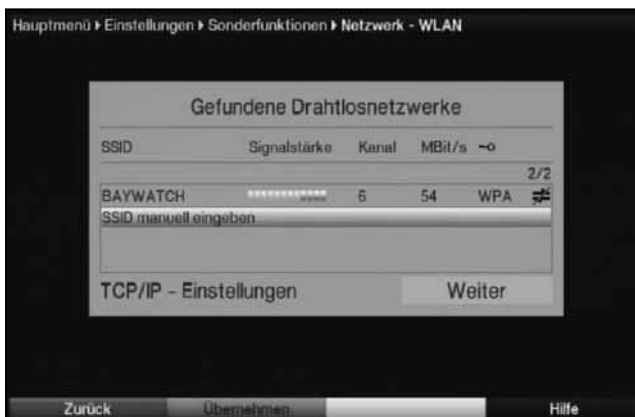 Hauptmenü ▸ Einstellungen ▸ Sonderfunktionen ▸ Netzwerk - WLAN
Gefundene Drahtlosnetzwerke
SSID Signalstärke Kanal MBit/s
2/2
BAYWATCH 6 54 WPA
SSID manuell eingeben
TCP/IP - Einstellungen Weiter
Zurück Übernehmen Hilfe